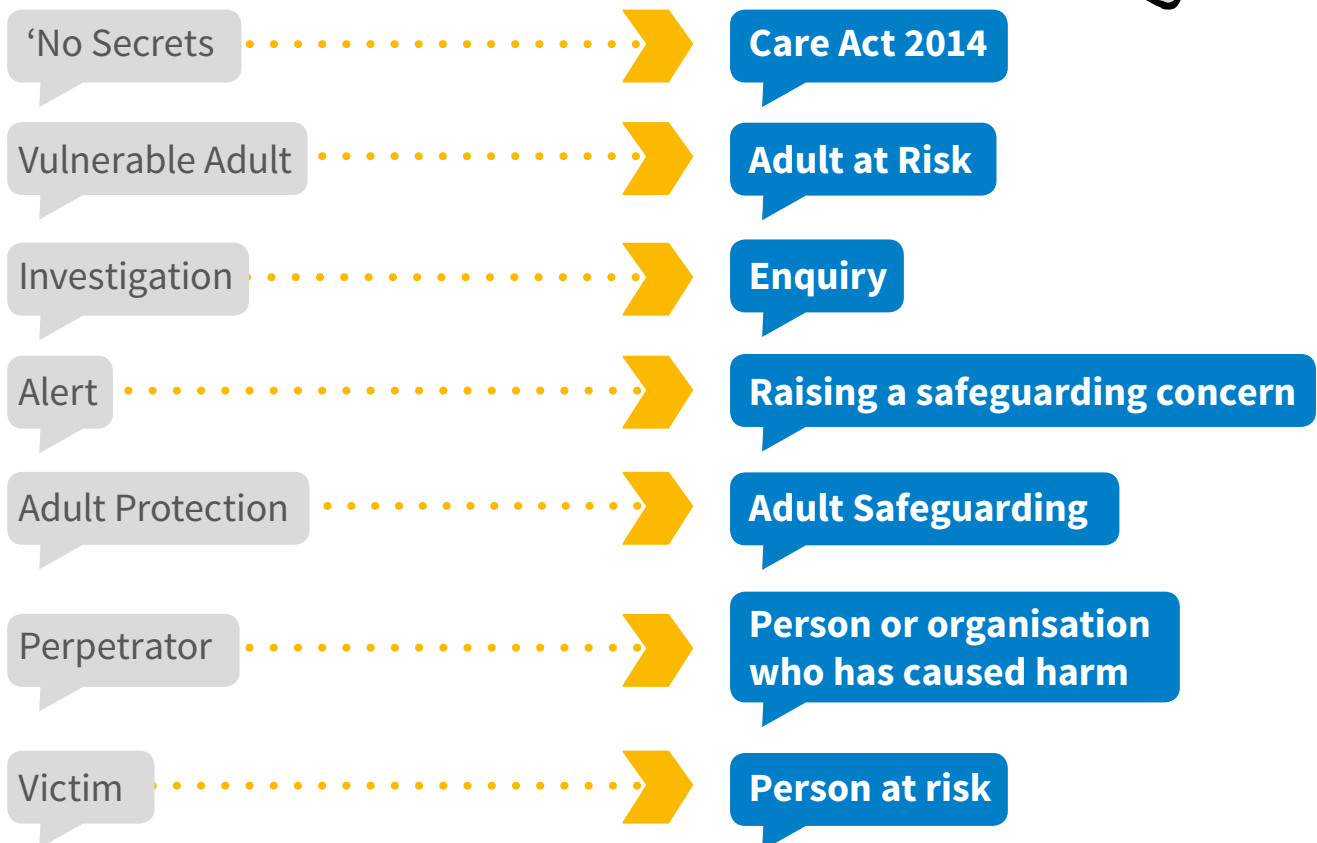 ‘No Secrets
Care Act 2014
Vulnerable Adult
Adult at Risk
Investigation
Enquiry
Alert
Raising a safeguarding concern
Adult Protection
Adult Safeguarding
Perpetrator
Person or organisation
who has caused harm
Victim
Person at risk